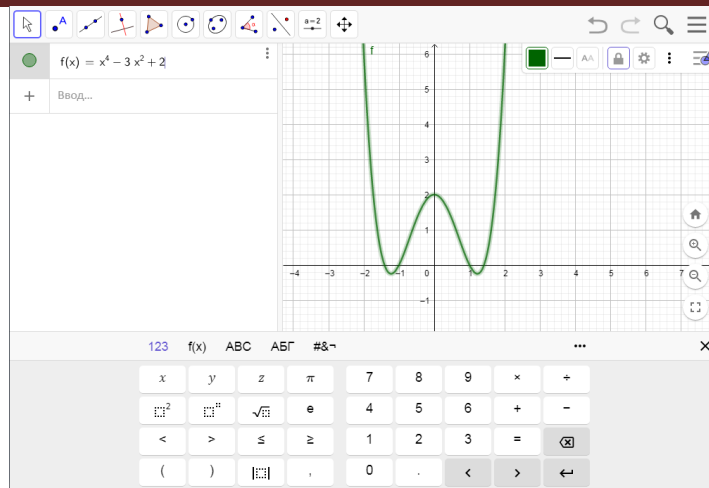 A a=2
f(x) = x⁴ − 3 x² + 2
+ Ввод...
f
AA
6
5
4
3
2
1
−4 −3 −2 −1 0 1 2 3 4 5 6 7
−1
123 f(x) ABC АБГ #&¬
x y z π 7 8 9 × ÷
² ⁿ √ e 4 5 6 + −
< > ≤ ≥ 1 2 3 =
( ) | | , 0 . < >